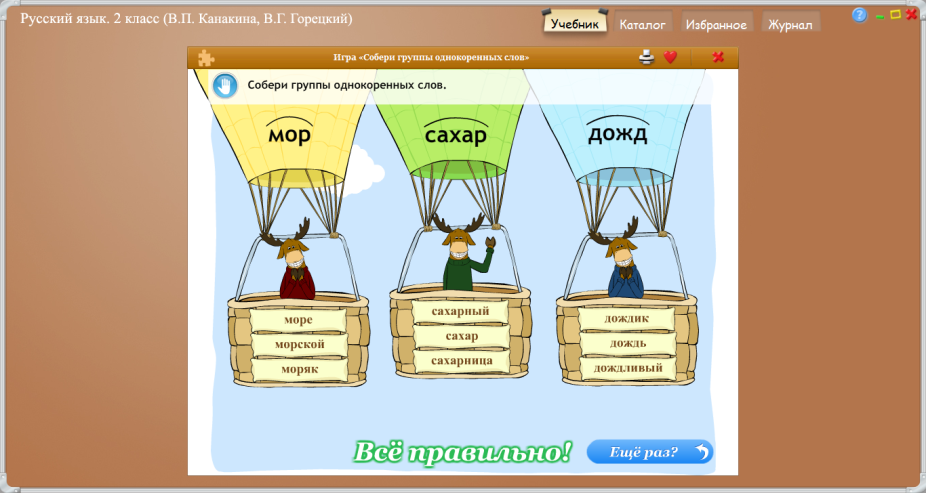 Русский язык. 2 класс (В.П. Канакина, В.Г. Горецкий)
Учебник Каталог Избранное Журнал
Игра «Собери группы однокоренных слов»
Собери группы однокоренных слов.
мор сахар дожд
море
морской
моряк
сахарный
сахар
сахарница
дождик
дождь
дождливый
Всё правильно!
Ещё раз?